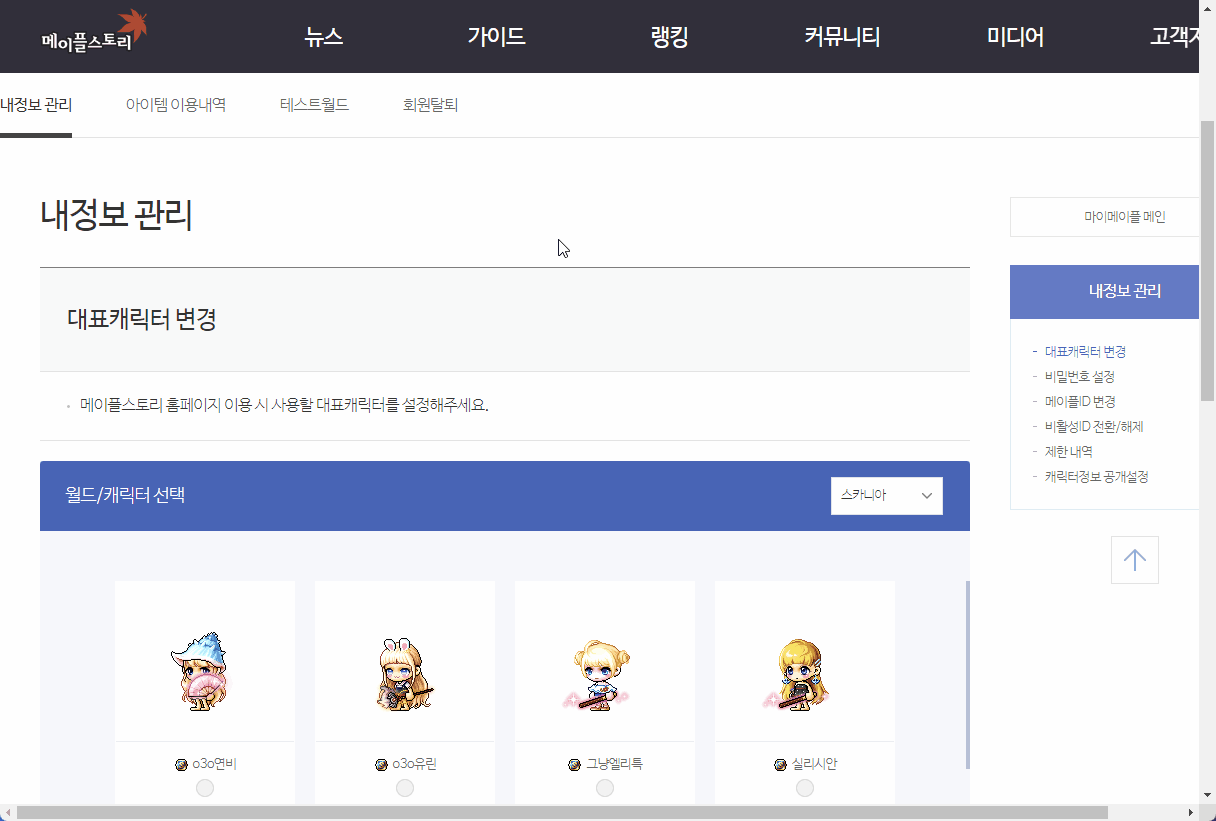 메이플스토리
뉴스 가이드 랭킹 커뮤니티 미디어 고객지
내정보 관리 아이템 이용내역 테스트월드 회원탈퇴
내정보 관리
대표캐릭터 변경
메이플스토리 홈페이지 이용 시 사용할 대표캐릭터를 설정해주세요.
월드/캐릭터 선택 스카니아
o3o연비 o3o유린 그냥엘리특 실리시안
마이메이플 메인
내정보 관리
- 대표캐릭터 변경
- 비밀번호 설정
- 메이플ID 변경
- 비활성ID 전환/해제
- 제한 내역
- 캐릭터정보 공개설정